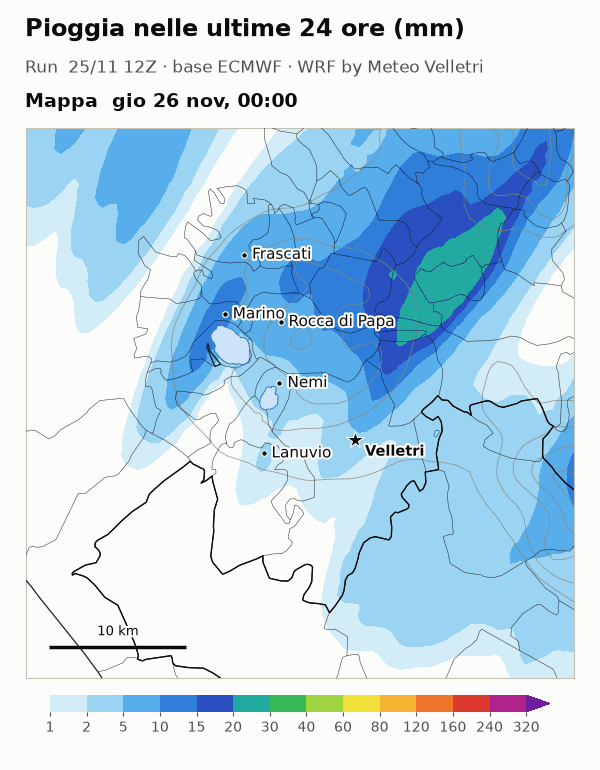 Pioggia nelle ultime 24 ore (mm)
Run 25/11 12Z · base ECMWF · WRF by Meteo Velletri
Mappa gio 26 nov, 00:00
Frascati
Marino
Rocca di Papa
Nemi
Velletri
Lanuvio
10 km
1 2 5 10 15 20 30 40 60 80 120 160 240 320